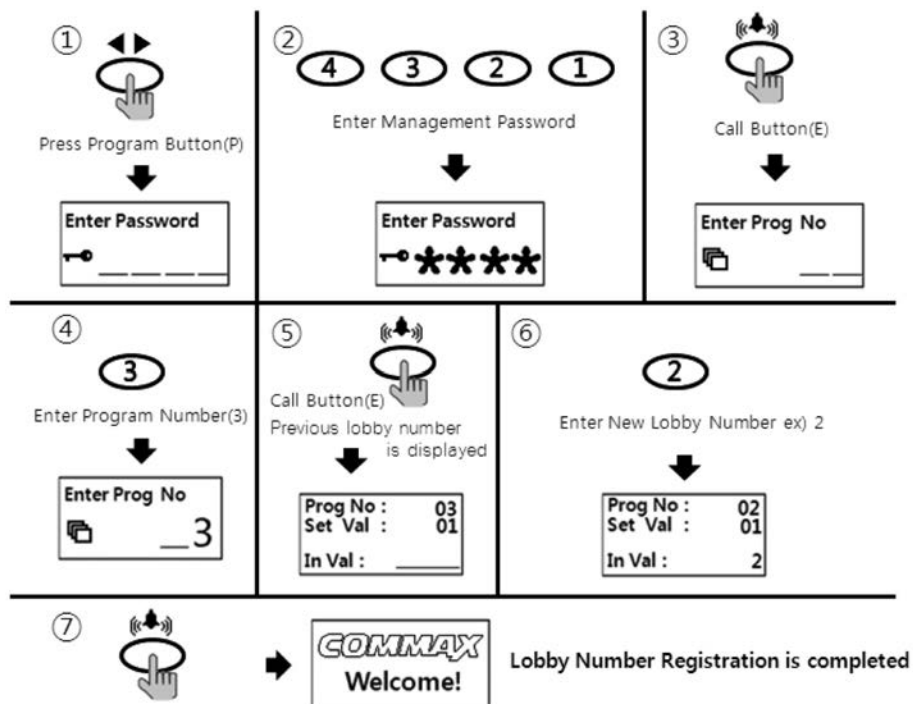 ①
Press Program Button(P)
Enter Password
②
4 3 2 1
Enter Management Password
Enter Password
③
Call Button(E)
Enter Prog No
④
3
Enter Program Number(3)
Enter Prog No
_3
⑤
Call Button(E)
Previous lobby number
is displayed
Prog No : 03
Set Val : 01
In Val :
⑥
2
Enter New Lobby Number ex) 2
Prog No : 02
Set Val : 01
In Val : 2
⑦
COMMAX
Welcome!
Lobby Number Registration is completed